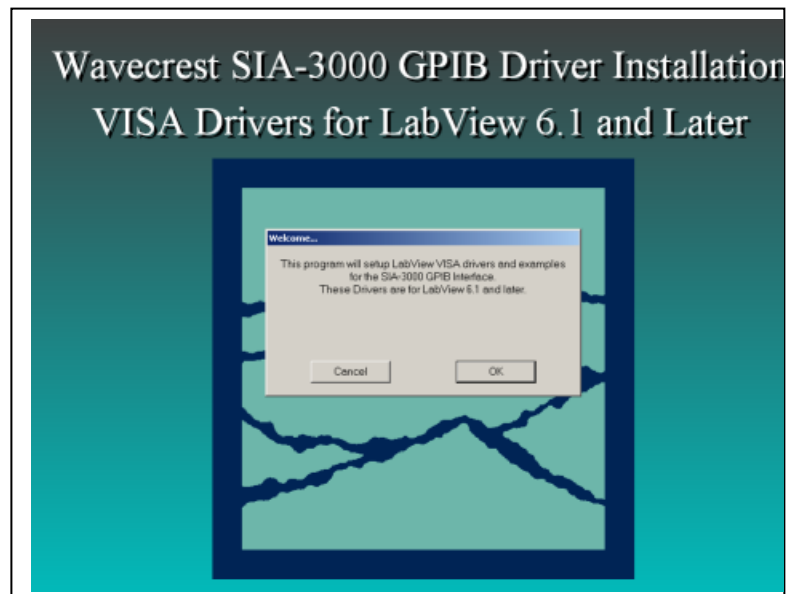 Wavecrest SIA-3000 GPIB Driver Installation
VISA Drivers for LabView 6.1 and Later
Welcome...
This program will setup LabView VISA drivers and examples
for the SIA-3000 GPIB Interface.
These Drivers are for LabView 6.1 and later.
Cancel
OK